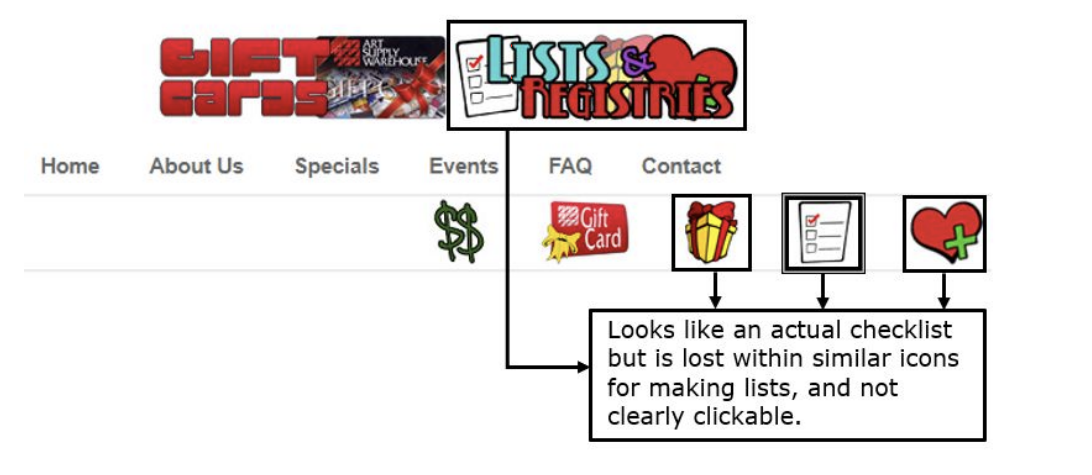 GIFT CARDS
ART SUPPLY WAREHOUSE
LISTS &
REGISTRIES
Home About Us Specials Events FAQ Contact
$$ Gift Card
Looks like an actual checklist
but is lost within similar icons
for making lists, and not
clearly clickable.